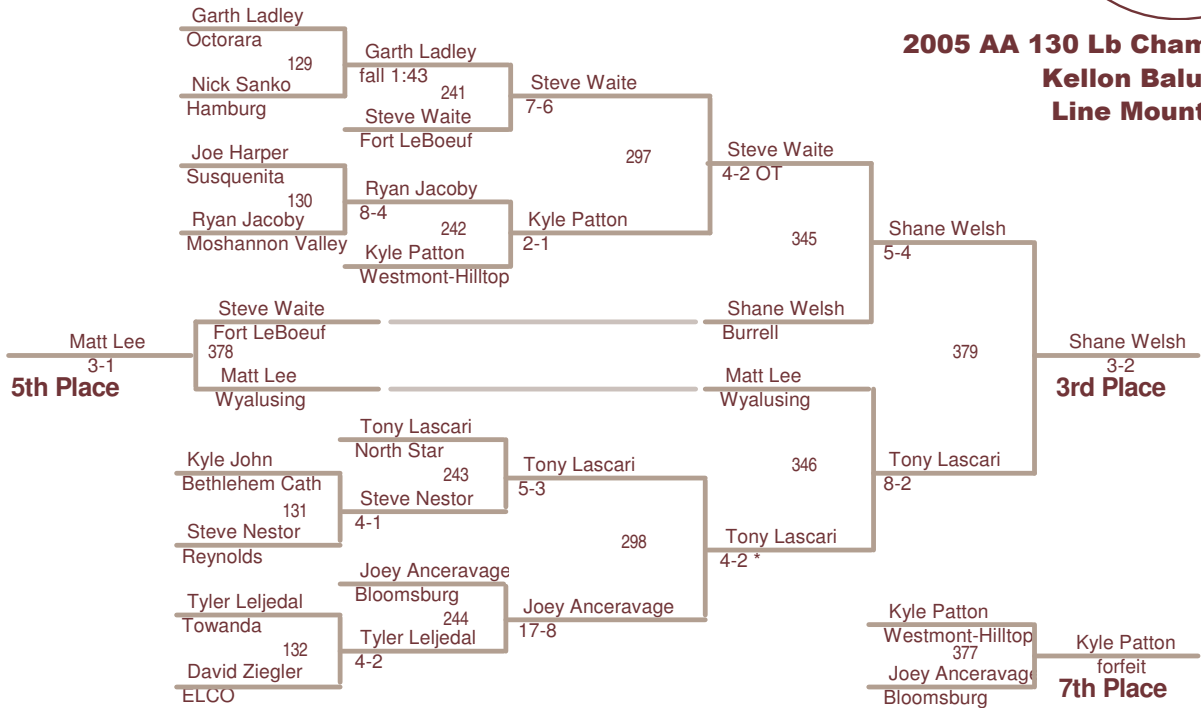 2005 AA 130 Lb Cham
Kellon Balu
Line Mount
Garth Ladley
Octorara
129
Nick Sanko
Hamburg
Garth Ladley
fall 1:43
241
Steve Waite
Fort LeBoeuf
Steve Waite
7-6
Joe Harper
Susquenita
130
Ryan Jacoby
Moshannon Valley
Ryan Jacoby
8-4
242
Kyle Patton
Westmont-Hilltop
Kyle Patton
2-1
297
Steve Waite
4-2 OT
345
Shane Welsh
Burrell
Shane Welsh
5-4
Steve Waite
Fort LeBoeuf
Matt Lee
3-1
5th Place
378
Matt Lee
Wyalusing
Matt Lee
Wyalusing
379
Shane Welsh
3-2
3rd Place
Tony Lascari
North Star
243
Kyle John
Bethlehem Cath
131
Steve Nestor
Reynolds
Steve Nestor
4-1
Tony Lascari
5-3
346
Tony Lascari
8-2
298
Tony Lascari
4-2 *
Joey Anceravage
Bloomsburg
244
Tyler Leljedal
Towanda
132
David Ziegler
ELCO
Tyler Leljedal
4-2
Joey Anceravage
17-8
Kyle Patton
Westmont-Hilltop
377
Joey Anceravage
Bloomsburg
Kyle Patton
forfeit
7th Place